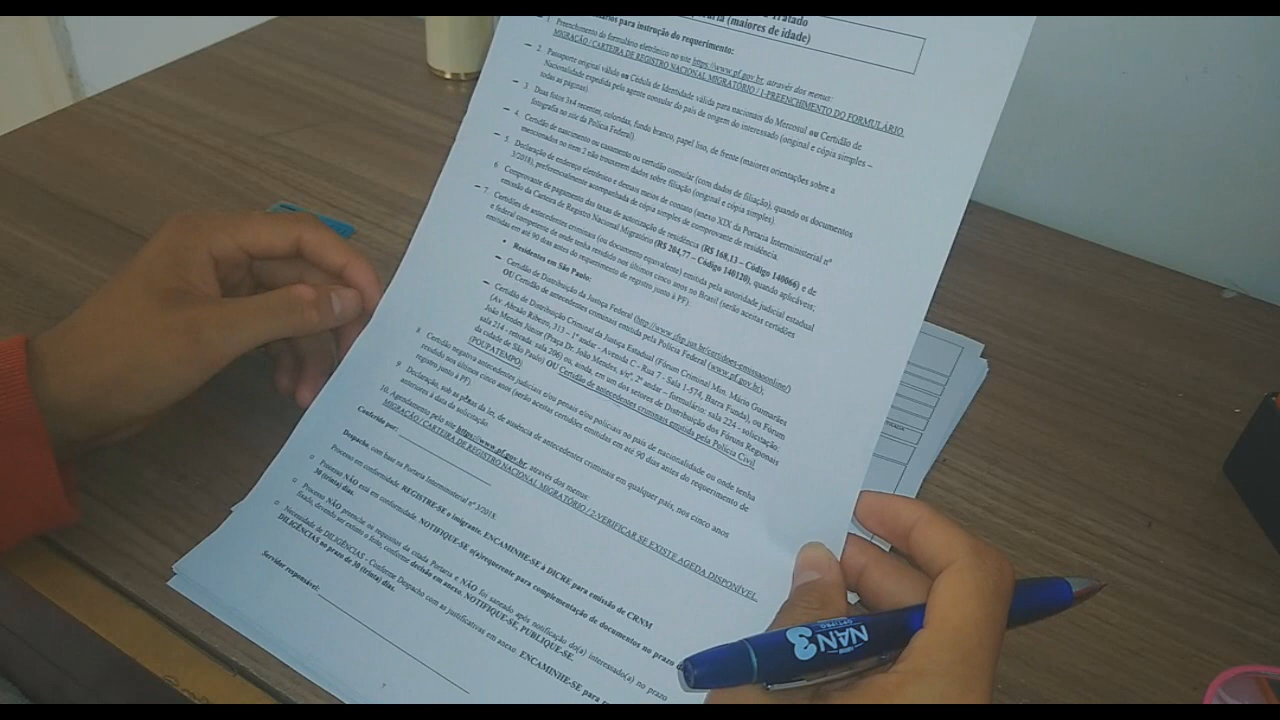 Tratado
(maiores de idade)
para instrução do requerimento:
1. Preenchimento do formulário eletrônico no site https://www.pf.gov.br, através dos menus:
MIGRAÇÃO / CARTEIRA DE REGISTRO NACIONAL MIGRATÓRIO / 1-PREENCHIMENTO DO FORMULÁRIO.
2. Passaporte original válido ou Cédula de Identidade válida para nacionais do Mercosul ou Certidão de
Nacionalidade expedida pelo agente consular do país de origem do interessado (original e cópia simples –
todas as páginas).
3. Duas fotos 3x4 recentes, coloridas, fundo branco, papel liso, de frente (maiores orientações sobre a
fotografia no site da Polícia Federal).
4. Certidão de nascimento ou casamento ou certidão consular (com dados de filiação), quando os documentos
mencionados no item 2 não trouxerem dados sobre filiação (original e cópia simples).
5. Declaração de endereço eletrônico e demais meios de contato (anexo XIX da Portaria Interministerial nº
3/2018), preferencialmente acompanhada de cópia simples de comprovante de residência.
6. Comprovante de pagamento das taxas de autorização de residência (R$ 168,13 – Código 140066) e de
emissão da Carteira de Registro Nacional Migratório (R$ 204,77 – Código 140120), quando aplicáveis;
7. Certidões de antecedentes criminais (ou documento equivalente) emitida pela autoridade judicial estadual
e federal competente de onde tenha residido nos últimos cinco anos no Brasil (serão aceitas certidões
emitidas em até 90 dias antes do requerimento de registro junto à PF):
• Residentes em São Paulo:
– Certidão de Distribuição da Justiça Federal (http://www.jfsp.jus.br/certidoes-emissaoonline/)
OU Certidão de antecedentes criminais emitida pela Polícia Federal (www.pf.gov.br);
– Certidão de Distribuição Criminal da Justiça Estadual (Fórum Criminal Min. Mário Guimarães
(Av. Abraão Ribeiro, 313 – 1º andar - Avenida C - Rua 7 - Sala 1-574, Barra Funda), ou Fórum
João Mendes Júnior (Praça Dr. João Mendes, s/nº, 2º andar – formulário: sala 224 - solicitação:
sala 214 - retirada: sala 206) ou, ainda, em um dos setores de Distribuição dos Fóruns Regionais
da cidade de São Paulo) OU Certidão de antecedentes criminais emitida pela Polícia Civil
(POUPATEMPO);
8. Certidão negativa antecedentes judiciais e/ou penais e/ou policiais no país de nacionalidade ou onde tenha
residido nos últimos cinco anos (serão aceitas certidões emitidas em até 90 dias antes do requerimento de
registro junto à PF)
9. Declaração, sob as penas da lei, de ausência de antecedentes criminais em qualquer país, nos cinco anos
anteriores à data da solicitação
10. Agendamento pelo site https://www.pf.gov.br, através dos menus:
MIGRAÇÃO / CARTEIRA DE REGISTRO NACIONAL MIGRATÓRIO / 2-VERIFICAR SE EXISTE AGEDA DISPONÍVEL
Conferido por:
Despacho, com base na Portaria Interministerial nº 3/2018:
Processo em conformidade. REGISTRE-SE o imigrante. ENCAMINHE-SE à DICRE para emissão de CRNM
Processo NÃO está em conformidade. NOTIFIQUE-SE o(a)requerente para complementação de documentos no prazo
30 (trinta) dias.
Processo NÃO preenche os requisitos da citada Portaria e NÃO foi saneado após notificação do(a) interessado(a) no prazo
fixado, devendo ser extinto o feito, conforme decisão em anexo. NOTIFIQUE-SE, PUBLIQUE-SE.
Necessidade de DILIGÊNCIAS - Conforme Despacho com as justificativas em anexo. ENCAMINHE-SE para
DILIGÊNCIAS no prazo de 30 (trinta) dias.
Servidor responsável:
NAN
3